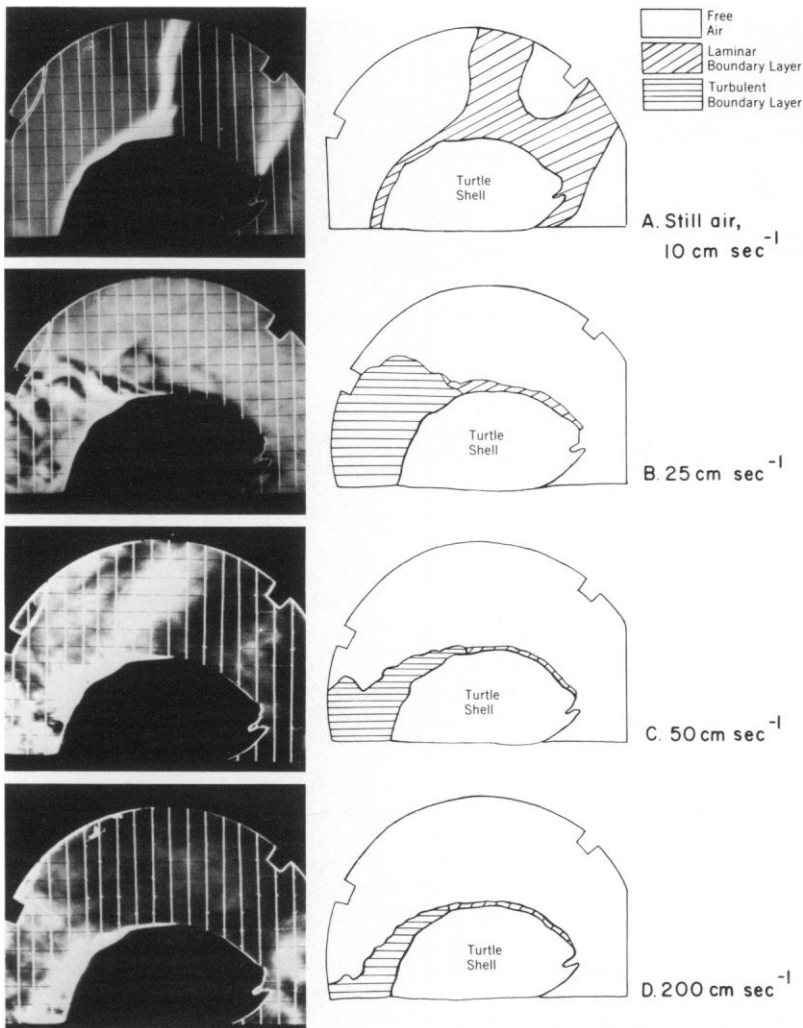 Free
Air
Laminar
Boundary Layer
Turbulent
Boundary Layer
Turtle
Shell
A. Still air,
10 cm sec⁻¹
Turtle
Shell
B. 25 cm sec⁻¹
Turtle
Shell
C. 50 cm sec⁻¹
Turtle
Shell
D. 200 cm sec⁻¹